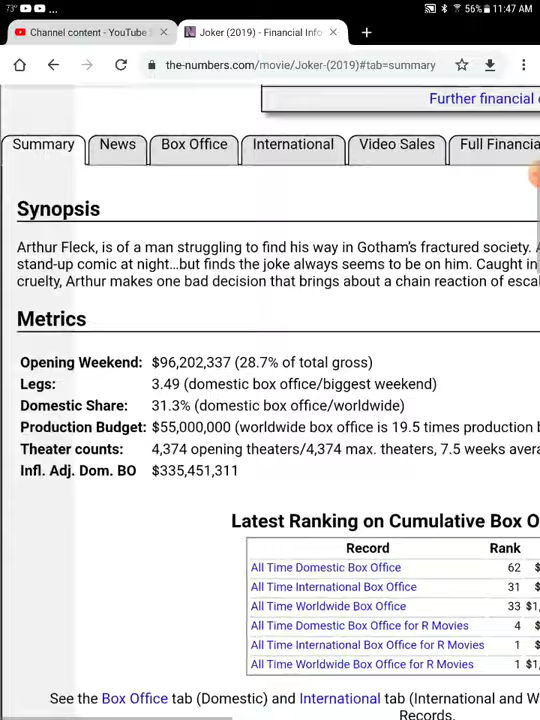 73° ... 56% 11:47 AM
Channel content - YouTube Joker (2019) - Financial Info
the-numbers.com/movie/Joker-(2019)#tab=summary
Further financial
Summary News Box Office International Video Sales Full Financia
Synopsis
Arthur Fleck, is of a man struggling to find his way in Gotham's fractured society.
stand-up comic at night...but finds the joke always seems to be on him. Caught in
cruelty, Arthur makes one bad decision that brings about a chain reaction of esca
Metrics
Opening Weekend: $96,202,337 (28.7% of total gross)
Legs: 3.49 (domestic box office/biggest weekend)
Domestic Share: 31.3% (domestic box office/worldwide)
Production Budget: $55,000,000 (worldwide box office is 19.5 times production b
Theater counts: 4,374 opening theaters/4,374 max. theaters, 7.5 weeks avera
Infl. Adj. Dom. BO $335,451,311
Latest Ranking on Cumulative Box O
Record Rank
All Time Domestic Box Office 62 $
All Time International Box Office 31 $
All Time Worldwide Box Office 33 $1,
All Time Domestic Box Office for R Movies 4 $
All Time International Box Office for R Movies 1 $
All Time Worldwide Box Office for R Movies 1 $1,
See the Box Office tab (Domestic) and International tab (International and W
Records.